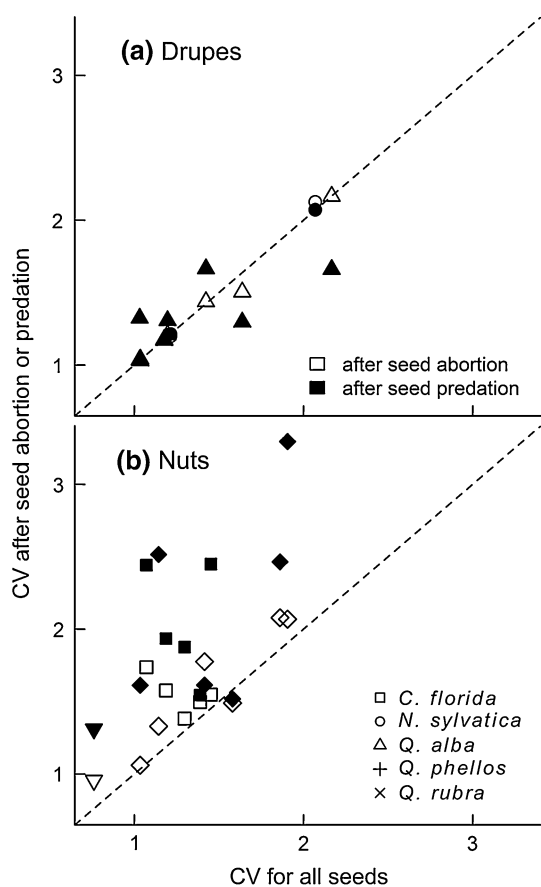 (a) Drupes
3
2
1
after seed abortion
after seed predation
CV after seed abortion or predation
(b) Nuts
3
2
1
C. florida
N. sylvatica
Q. alba
Q. phellos
Q. rubra
1 2 3
CV for all seeds